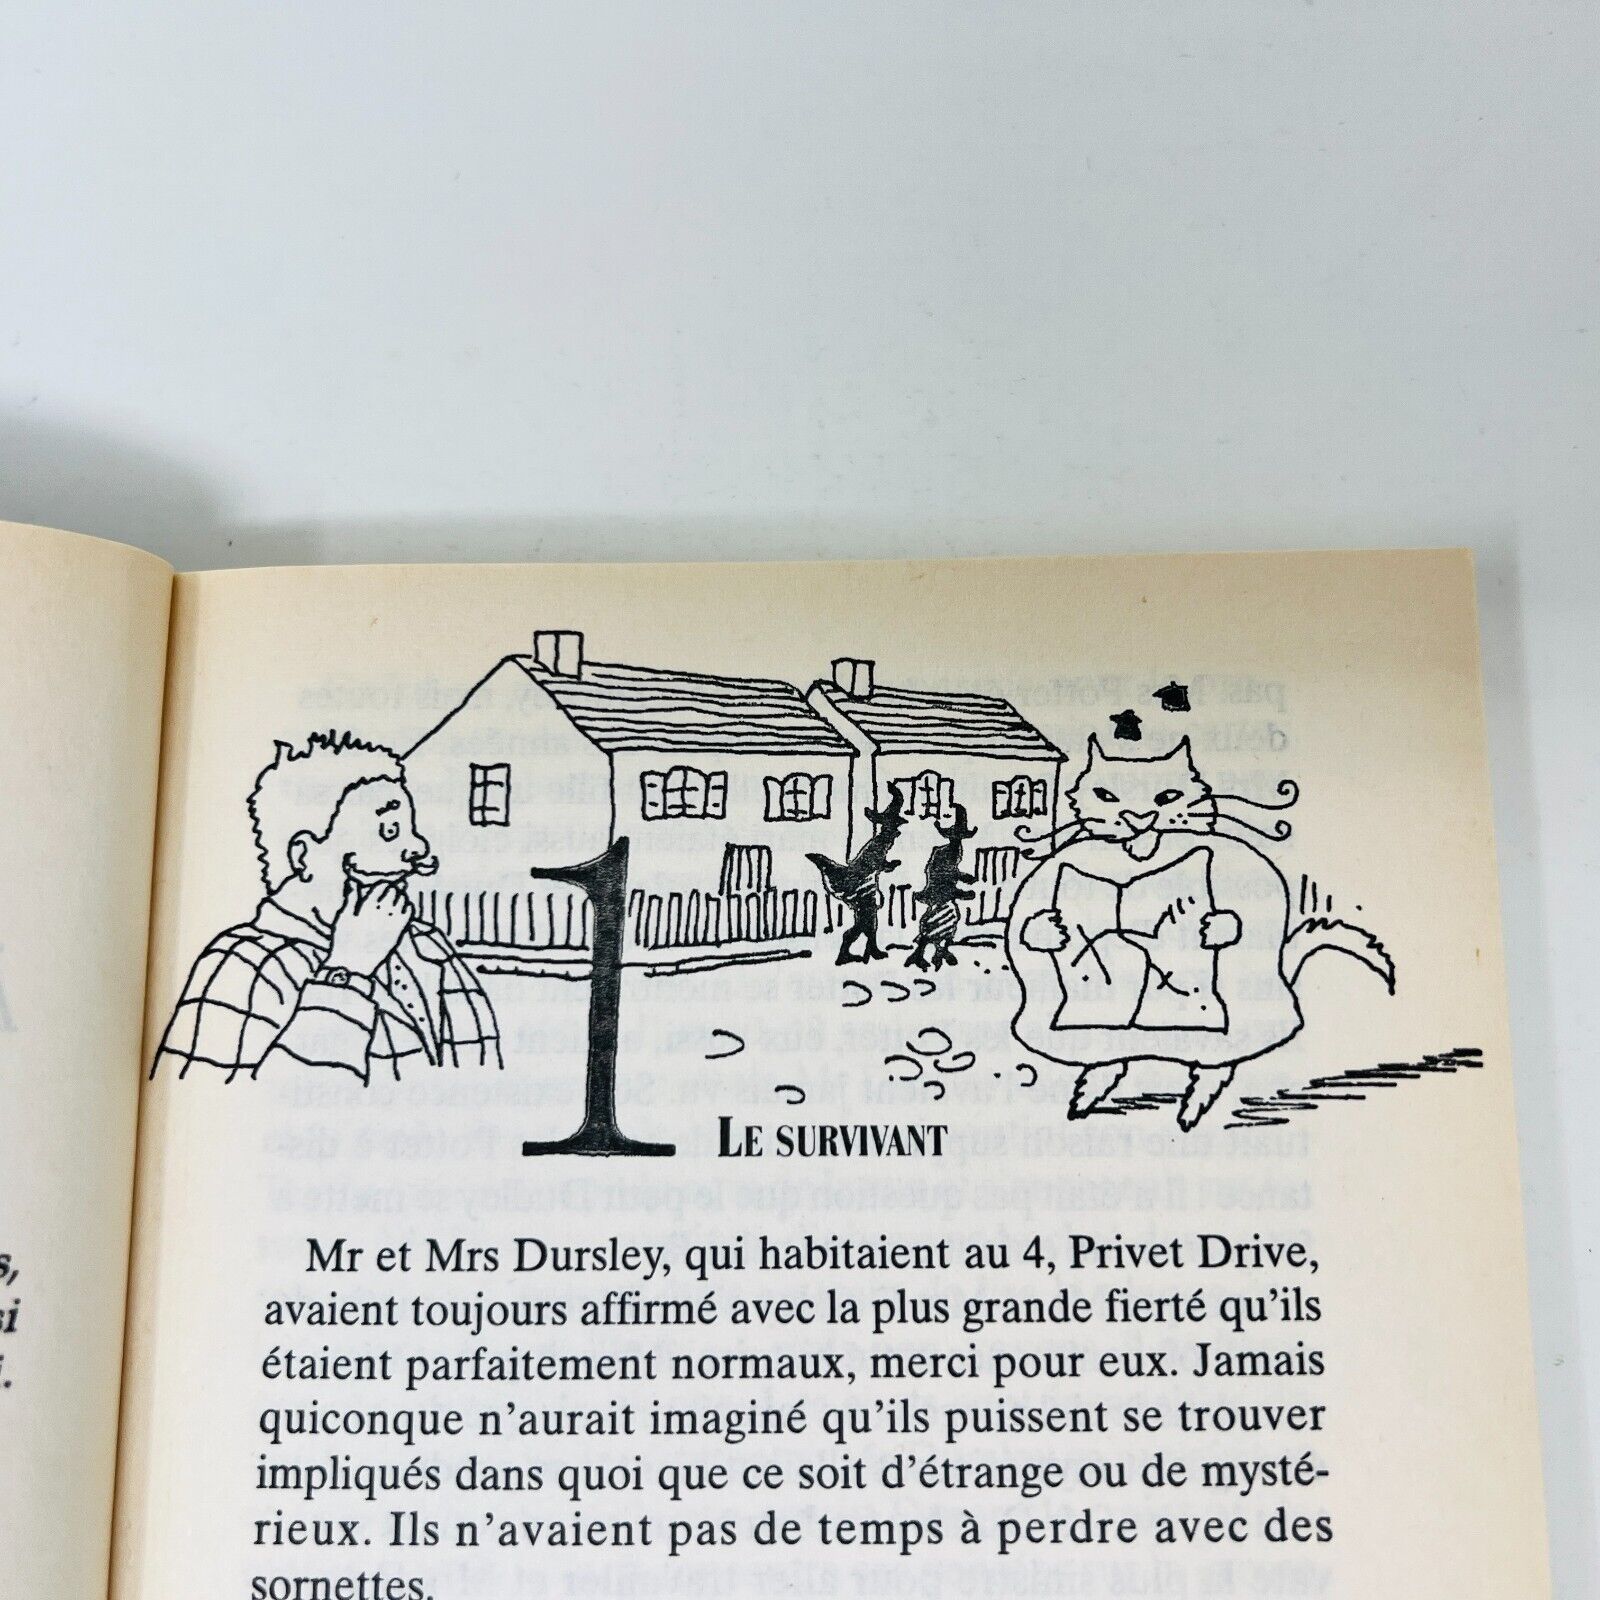 1
LE SURVIVANT
Mr et Mrs Dursley, qui habitaient au 4, Privet Drive,
avaient toujours affirmé avec la plus grande fierté qu'ils
étaient parfaitement normaux, merci pour eux. Jamais
quiconque n'aurait imaginé qu'ils puissent se trouver
impliqués dans quoi que ce soit d'étrange ou de mysté-
rieux. Ils n'avaient pas de temps à perdre avec des
sornettes.